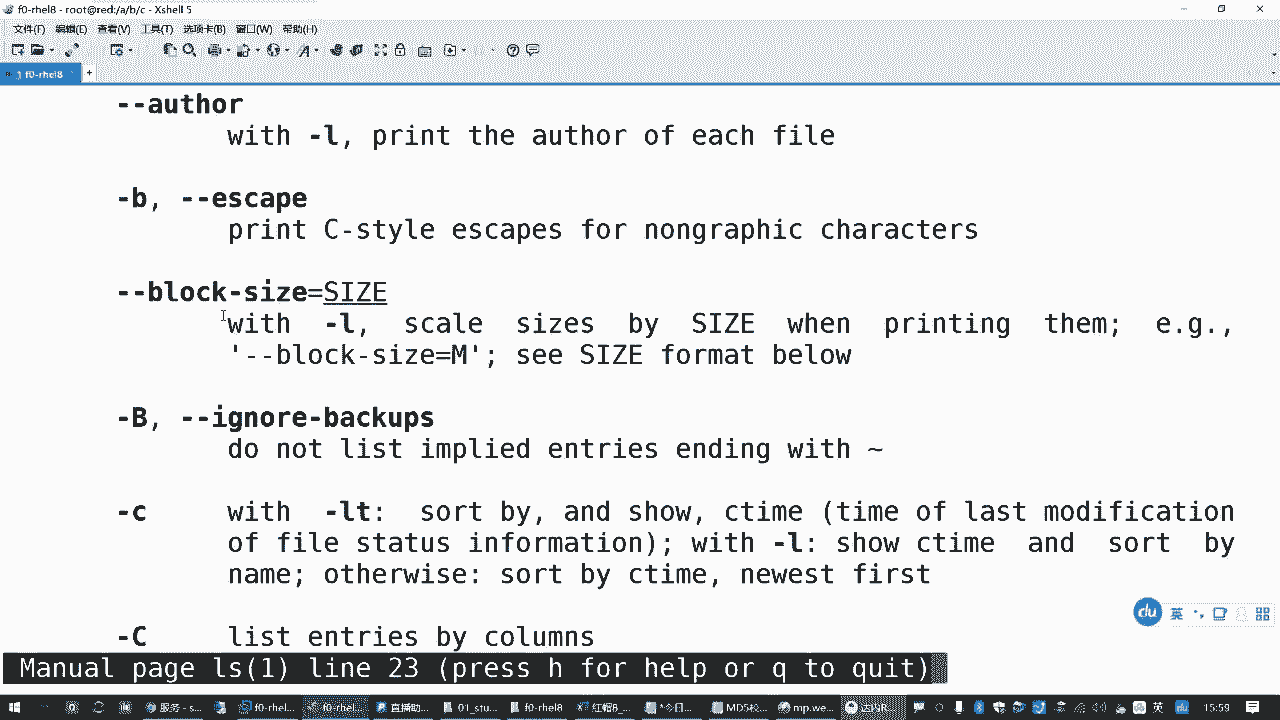 f0-rhel8 - root@red:/a/b/c - Xshell 5
文件(F) 编辑(E) 查看(V) 工具(T) 选项卡(B) 窗口(W) 帮助(H)
f0-rhel8
--author
with -l, print the author of each file
-b, --escape
print C-style escapes for nongraphic characters
--block-size=SIZE
with -l, scale sizes by SIZE when printing them; e.g.,
'--block-size=M'; see SIZE format below
-B, --ignore-backups
do not list implied entries ending with ~
-c with -lt: sort by, and show, ctime (time of last modification
of file status information); with -l: show ctime and sort by
name; otherwise: sort by ctime, newest first
-C list entries by columns
du 英
Manual page ls(1) line 23 (press h for help or q to quit)
服务 - s... f0-rhel... f0-rhel... 直播助... 01_stu... f0-rhel8 红帽8_... *今日... MD5校... mp.we... 英 du 15:59